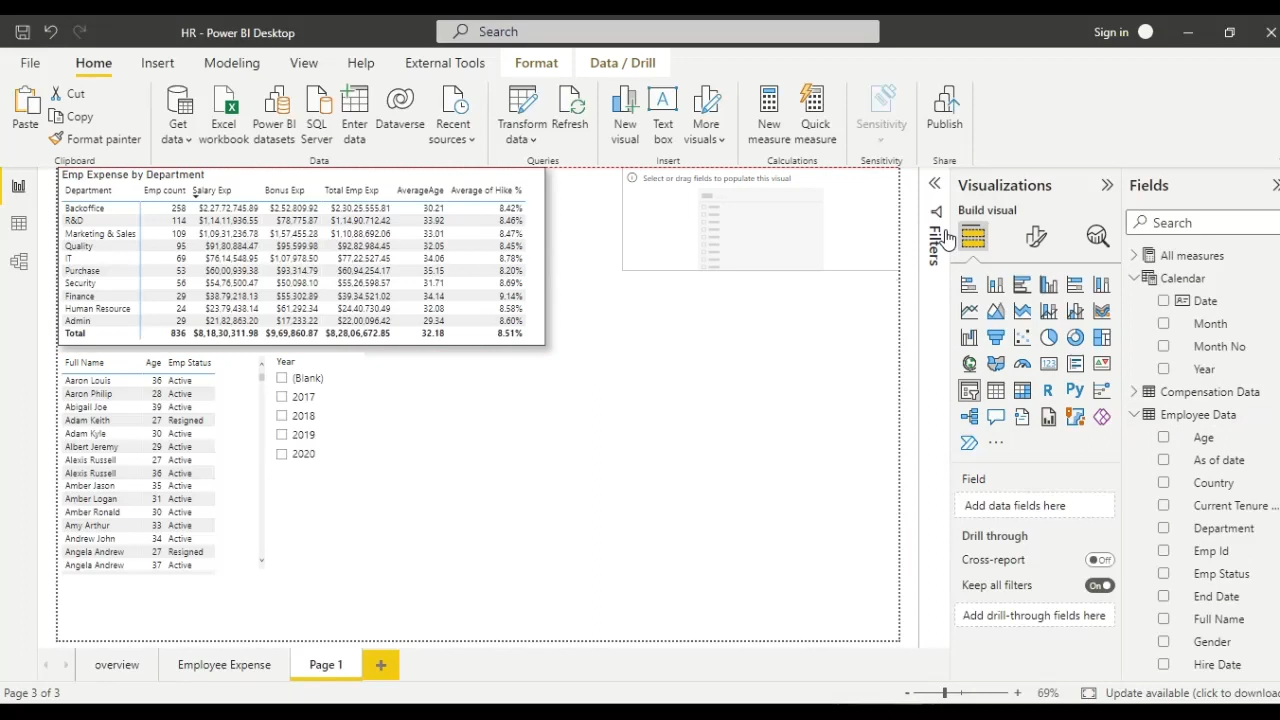 HR - Power BI Desktop
Search
Sign in
File Home Insert Modeling View Help External Tools Format Data / Drill
Paste
Cut
Copy
Format painter
Clipboard
Get data
Excel workbook
Power BI datasets
SQL Server
Enter data
Dataverse
Recent sources
Data
Transform data
Refresh
Queries
New visual
Text box
More visuals
Insert
New measure
Quick measure
Calculations
Sensitivity
Sensitivity
Publish
Share
Emp Expense by Department
Department Emp count Salary Exp Bonus Exp Total Emp Exp AverageAge Average of Hike %
Backoffice 258 $2,27,72,745.89 $2,52,809.92 $2,30,25,555.81 30.21 8.42%
R&D 114 $1,14,11,936.55 $78,775.87 $1,14,90,712.42 33.92 8.46%
Marketing & Sales 109 $1,09,31,236.78 $1,57,455.28 $1,10,88,692.06 33.01 8.47%
Quality 95 $91,80,884.47 $95,599.98 $92,82,984.45 32.05 8.45%
IT 69 $76,14,548.95 $1,07,978.50 $77,22,527.45 34.06 8.78%
Purchase 53 $60,00,939.38 $93,314.79 $60,94,254.17 35.15 8.20%
Security 56 $54,76,500.47 $50,098.10 $55,26,598.57 31.71 8.69%
Finance 29 $38,79,218.13 $55,302.89 $39,34,521.02 34.14 9.14%
Human Resource 24 $23,79,438.14 $61,292.34 $24,40,730.49 32.08 8.58%
Admin 29 $21,82,863.20 $17,233.22 $22,00,096.42 29.34 8.60%
Total 836 $8,18,30,311.98 $9,69,860.87 $8,28,06,672.85 32.18 8.51%
Select or drag fields to populate this visual
Full Name Age Emp Status
Aaron Louis 36 Active
Aaron Philip 28 Active
Abigail Joe 39 Active
Adam Keith 27 Resigned
Adam Kyle 30 Active
Albert Jeremy 29 Active
Alexis Russell 27 Active
Alexis Russell 36 Active
Amber Jason 35 Active
Amber Logan 31 Active
Amber Ronald 30 Active
Amy Arthur 33 Active
Andrew John 34 Active
Angela Andrew 27 Resigned
Angela Andrew 37 Active
Year
(Blank)
2017
2018
2019
2020
Filters
Visualizations
Build visual
R
Py
123
Field
Add data fields here
Drill through
Cross-report
Off
Keep all filters
On
Add drill-through fields here
Fields
Search
All measures
Calendar
Date
Month
Month No
Year
Compensation Data
Employee Data
Age
As of date
Country
Current Tenure ...
Department
Emp Id
Emp Status
End Date
Full Name
Gender
Hire Date
overview
Employee Expense
Page 1
Page 3 of 3
- + 69%
Update available (click to download